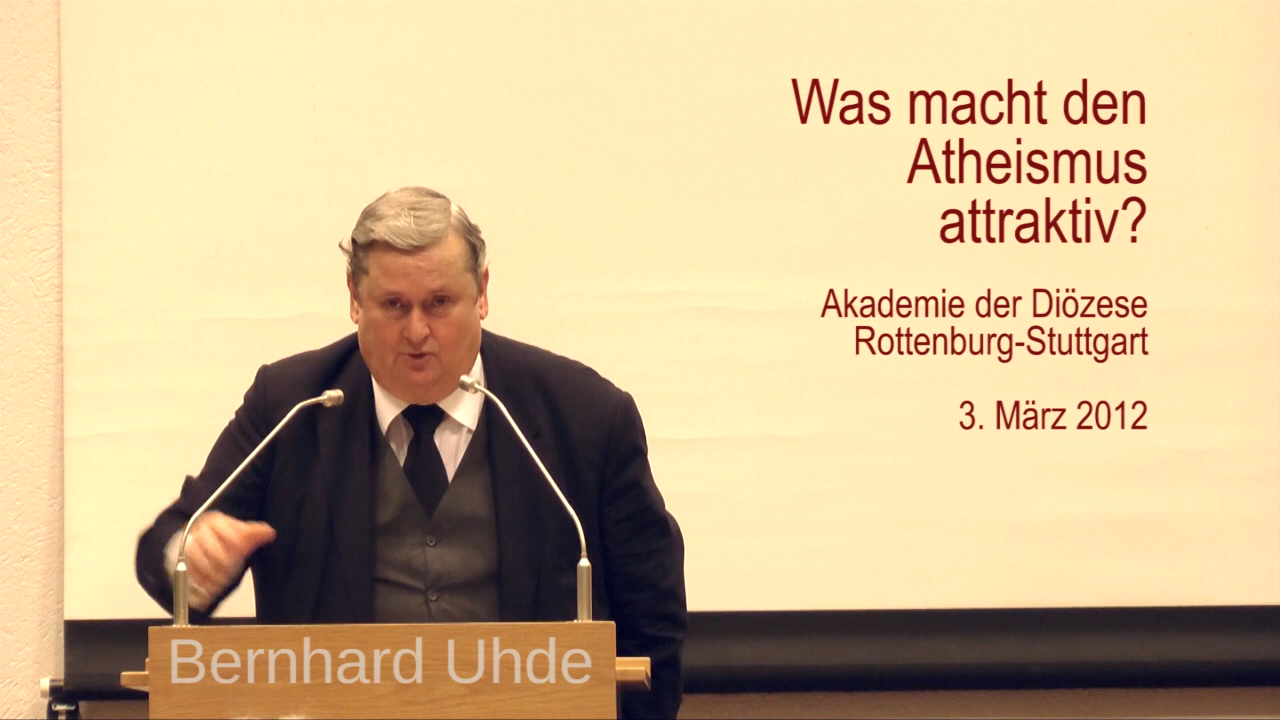 Was macht den
Atheismus
attraktiv?
Akademie der Diözese
Rottenburg-Stuttgart
3. März 2012
Bernhard Uhde